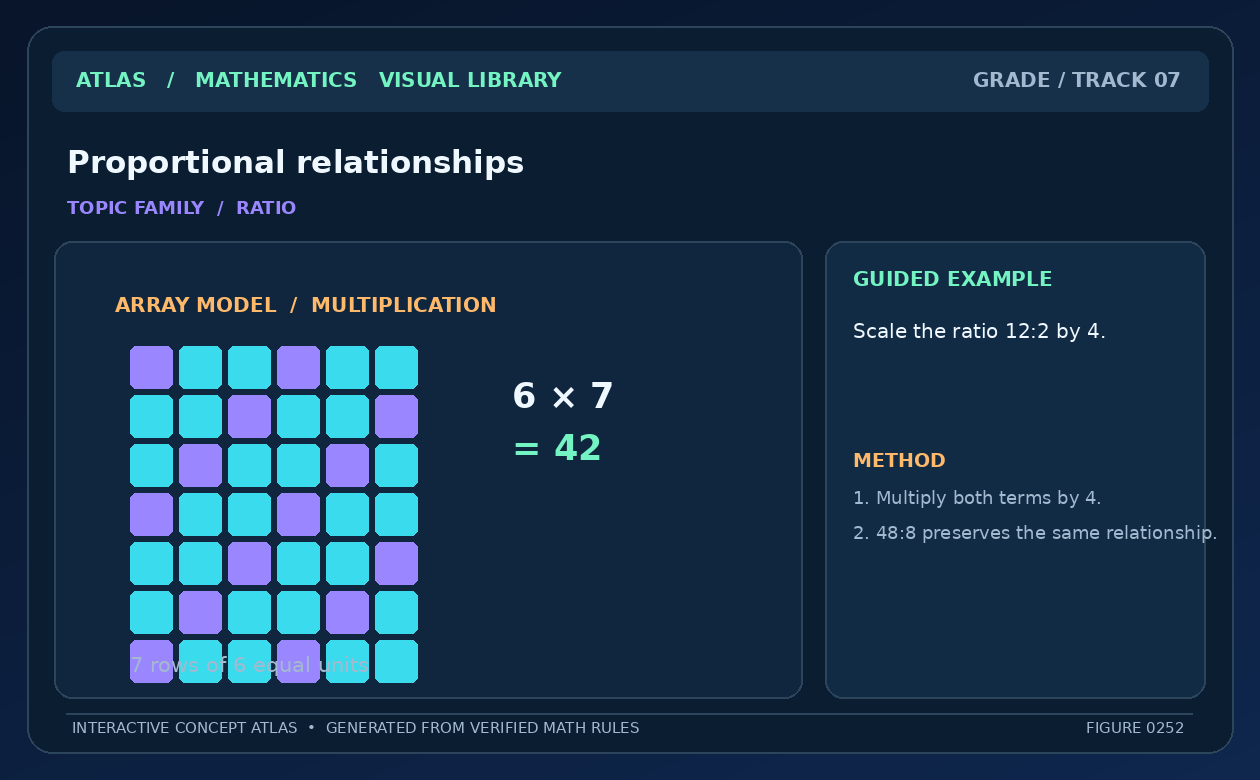 ATLAS / MATHEMATICS VISUAL LIBRARY
GRADE / TRACK 07
Proportional relationships
TOPIC FAMILY / RATIO
ARRAY MODEL / MULTIPLICATION
6 × 7
= 42
7 rows of 6 equal units
GUIDED EXAMPLE
Scale the ratio 12:2 by 4.
METHOD
1. Multiply both terms by 4.
2. 48:8 preserves the same relationship.
INTERACTIVE CONCEPT ATLAS • GENERATED FROM VERIFIED MATH RULES
FIGURE 0252